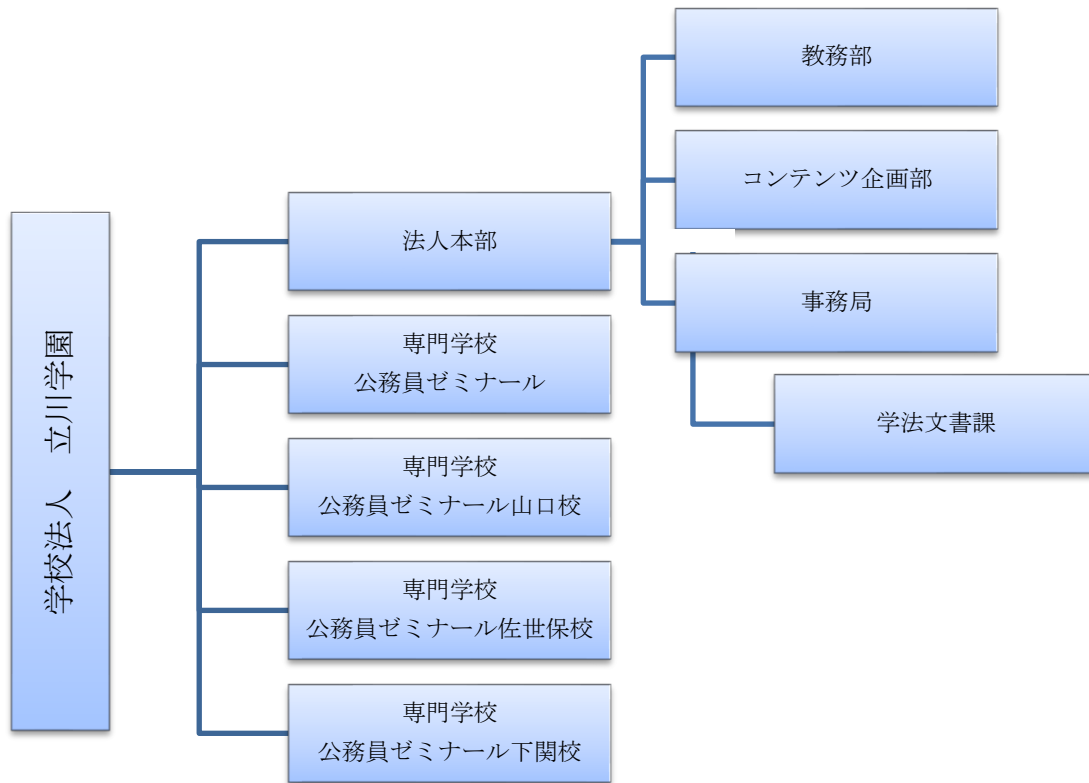 学校法人　立川学園
法人本部
専門学校
公務員ゼミナール
専門学校
公務員ゼミナール山口校
専門学校
公務員ゼミナール佐世保校
専門学校
公務員ゼミナール下関校
教務部
コンテンツ企画部
事務局
学法文書課